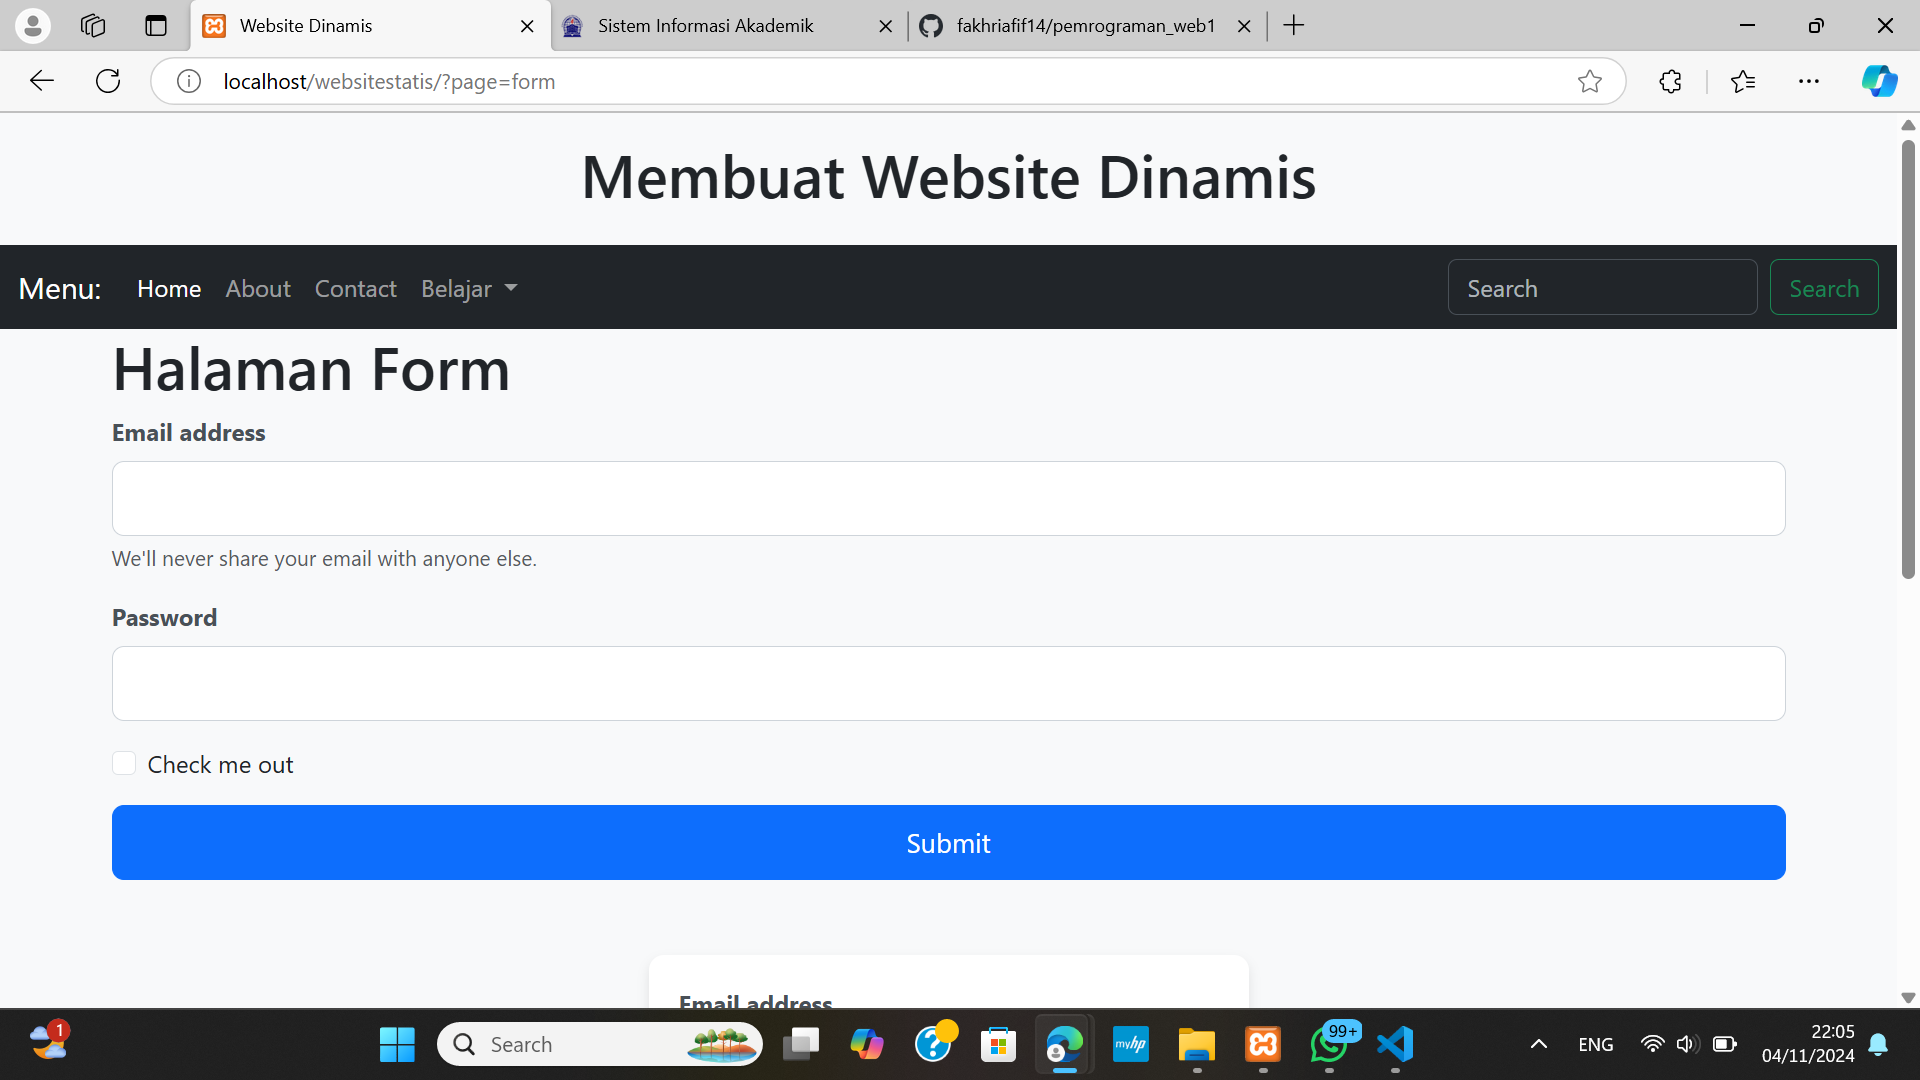 Website Dinamis
Sistem Informasi Akademik
fakhriafif14/pemrograman_web1
localhost/websitestatis/?page=form
Membuat Website Dinamis
Menu: Home About Contact Belajar Search Search
Halaman Form
Email address
We'll never share your email with anyone else.
Password
Check me out
Submit
Email address
1
Search
myhp
99+
ENG
22:05
04/11/2024